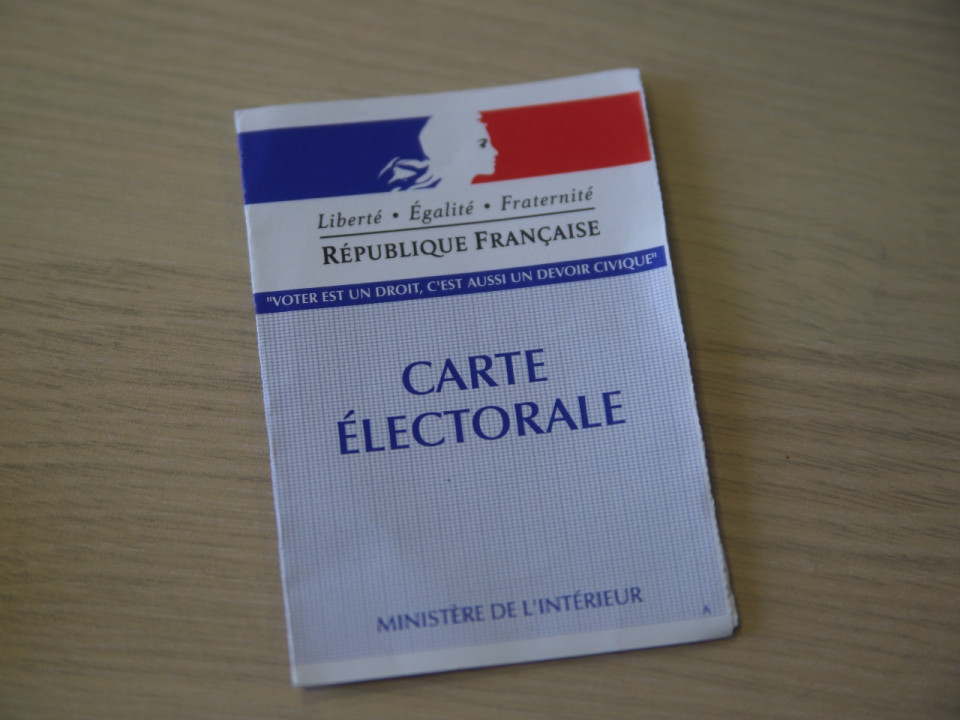 Liberté • Égalité • Fraternité
RÉPUBLIQUE FRANÇAISE
"VOTER EST UN DROIT, C'EST AUSSI UN DEVOIR CIVIQUE"
CARTE
ÉLECTORALE
MINISTÈRE DE L'INTÉRIEUR
A